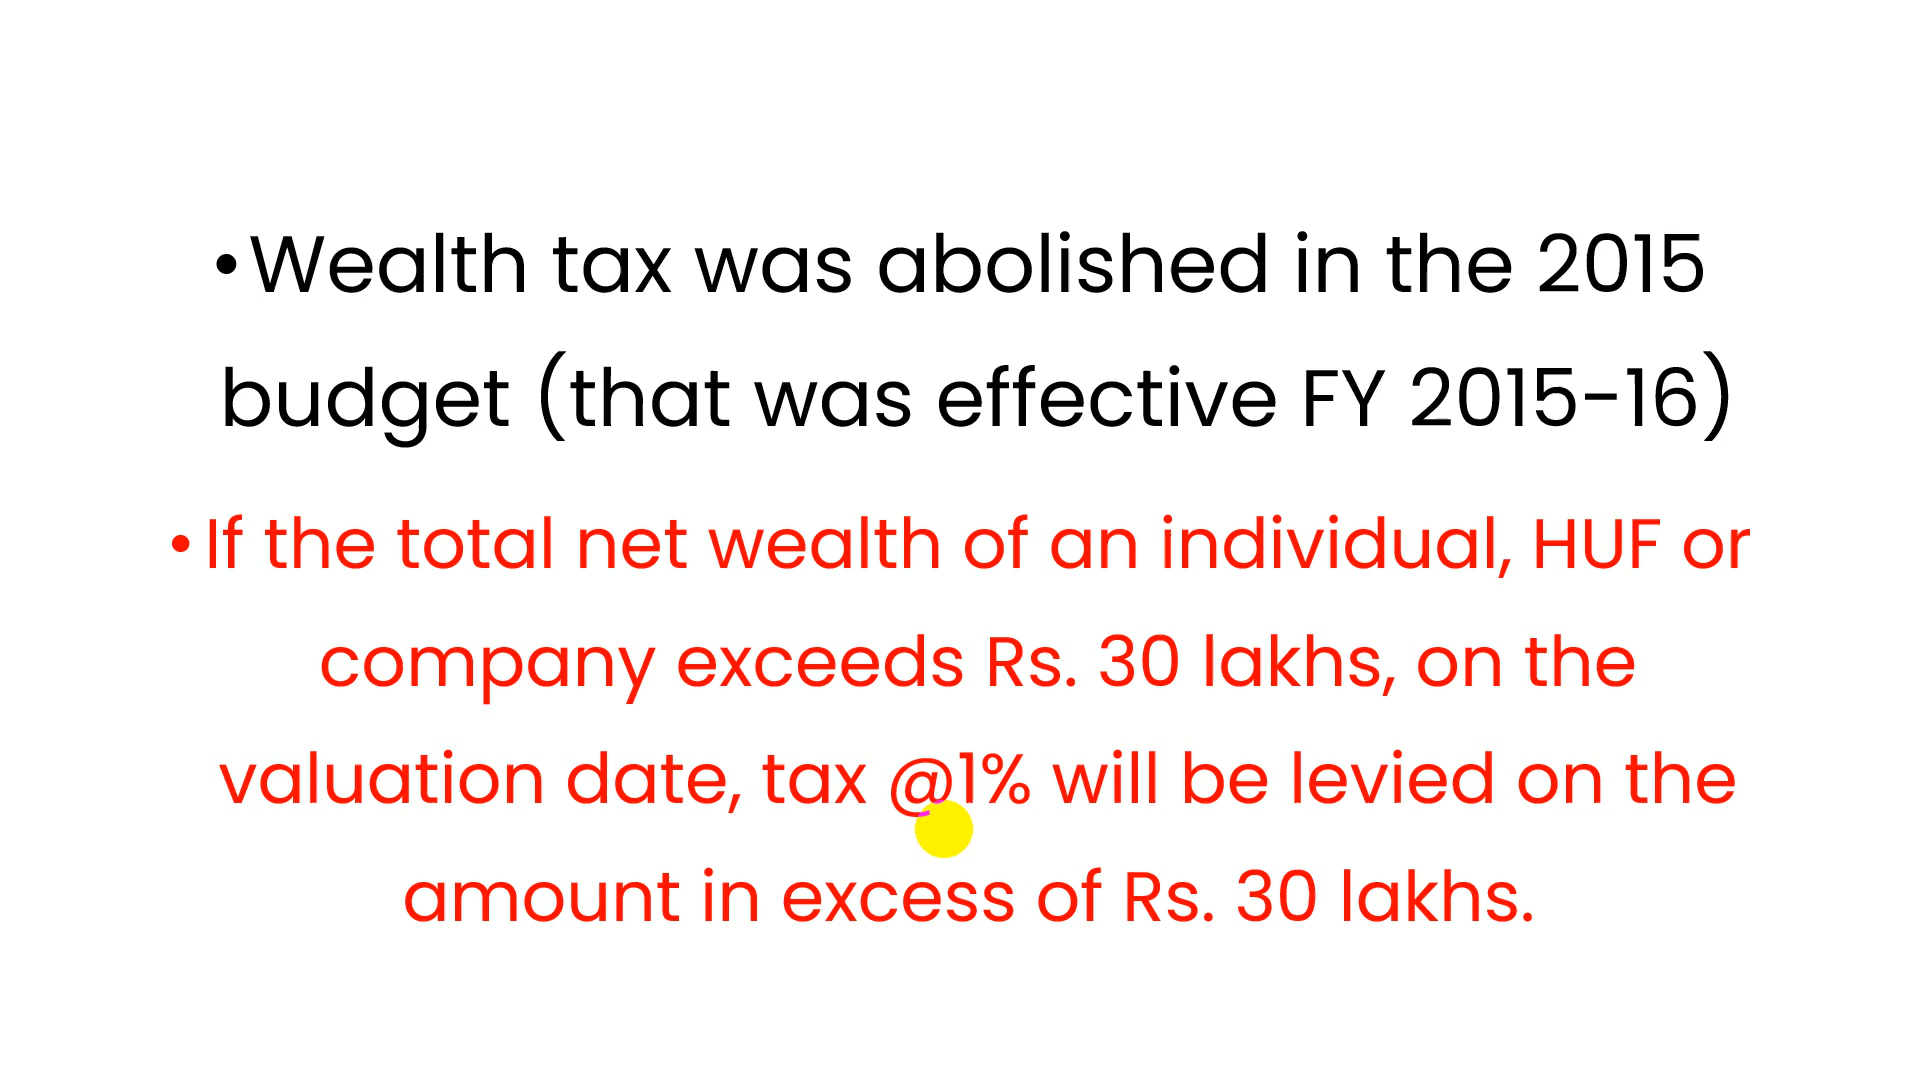 •Wealth tax was abolished in the 2015
budget (that was effective FY 2015-16)
•If the total net wealth of an individual, HUF or
company exceeds Rs. 30 lakhs, on the
valuation date, tax @1% will be levied on the
amount in excess of Rs. 30 lakhs.